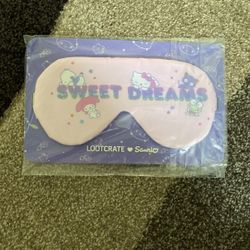 SWEET DREAMS
LOOTCRATE ♥ Sanrio